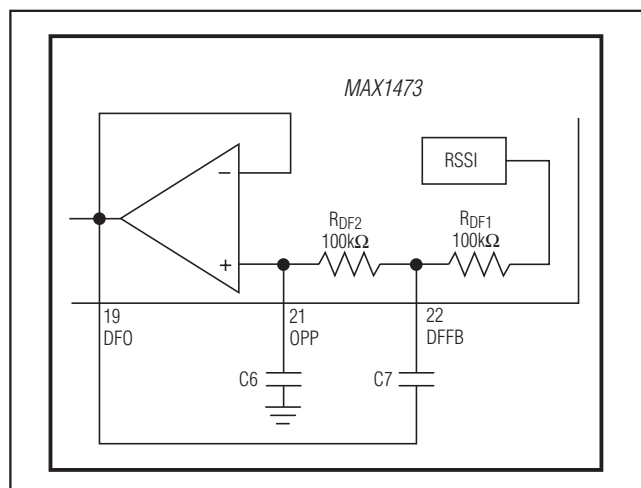 MAX1473
RSSI
RDF2
100kΩ
RDF1
100kΩ
−
+
19
DFO
21
OPP
22
DFFB
C6
C7